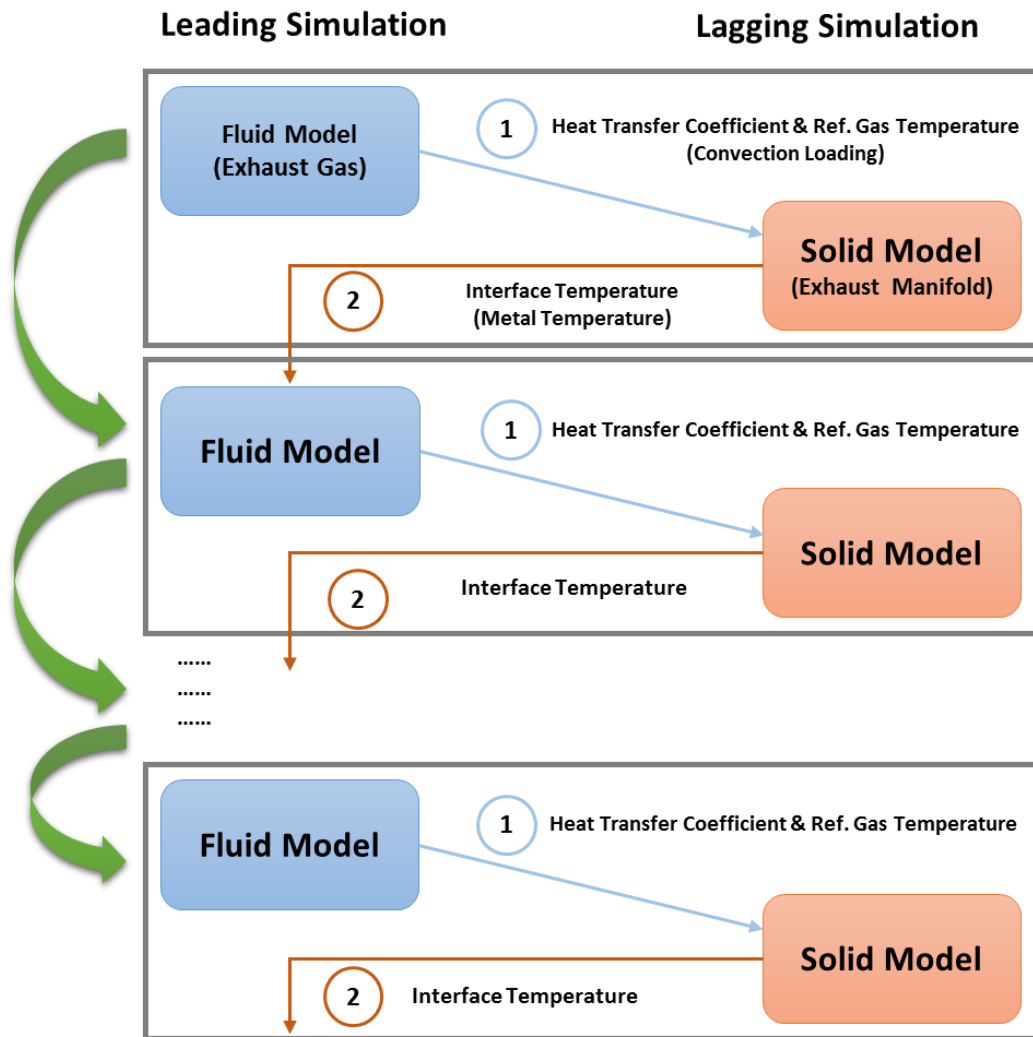 Leading Simulation
Lagging Simulation
Fluid Model
(Exhaust Gas)
1
Heat Transfer Coefficient & Ref. Gas Temperature
(Convection Loading)
Solid Model
(Exhaust Manifold)
2
Interface Temperature
(Metal Temperature)
Fluid Model
1
Heat Transfer Coefficient & Ref. Gas Temperature
Solid Model
2
Interface Temperature
......
......
......
Fluid Model
1
Heat Transfer Coefficient & Ref. Gas Temperature
Solid Model
2
Interface Temperature